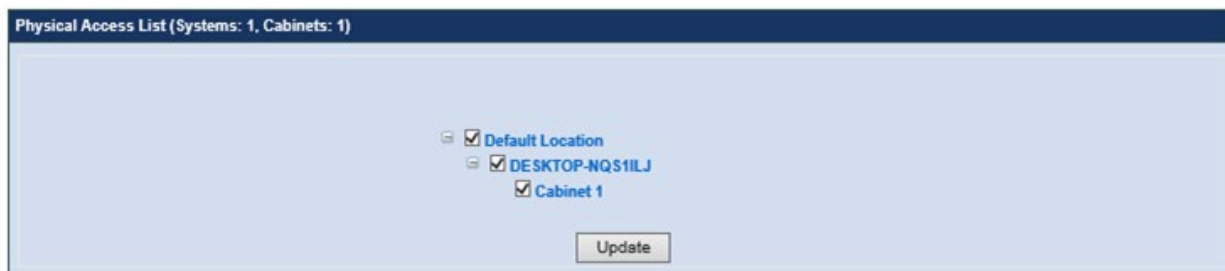 Physical Access List (Systems: 1, Cabinets: 1)
Default Location
DESKTOP-NQS1ILJ
Cabinet 1
Update